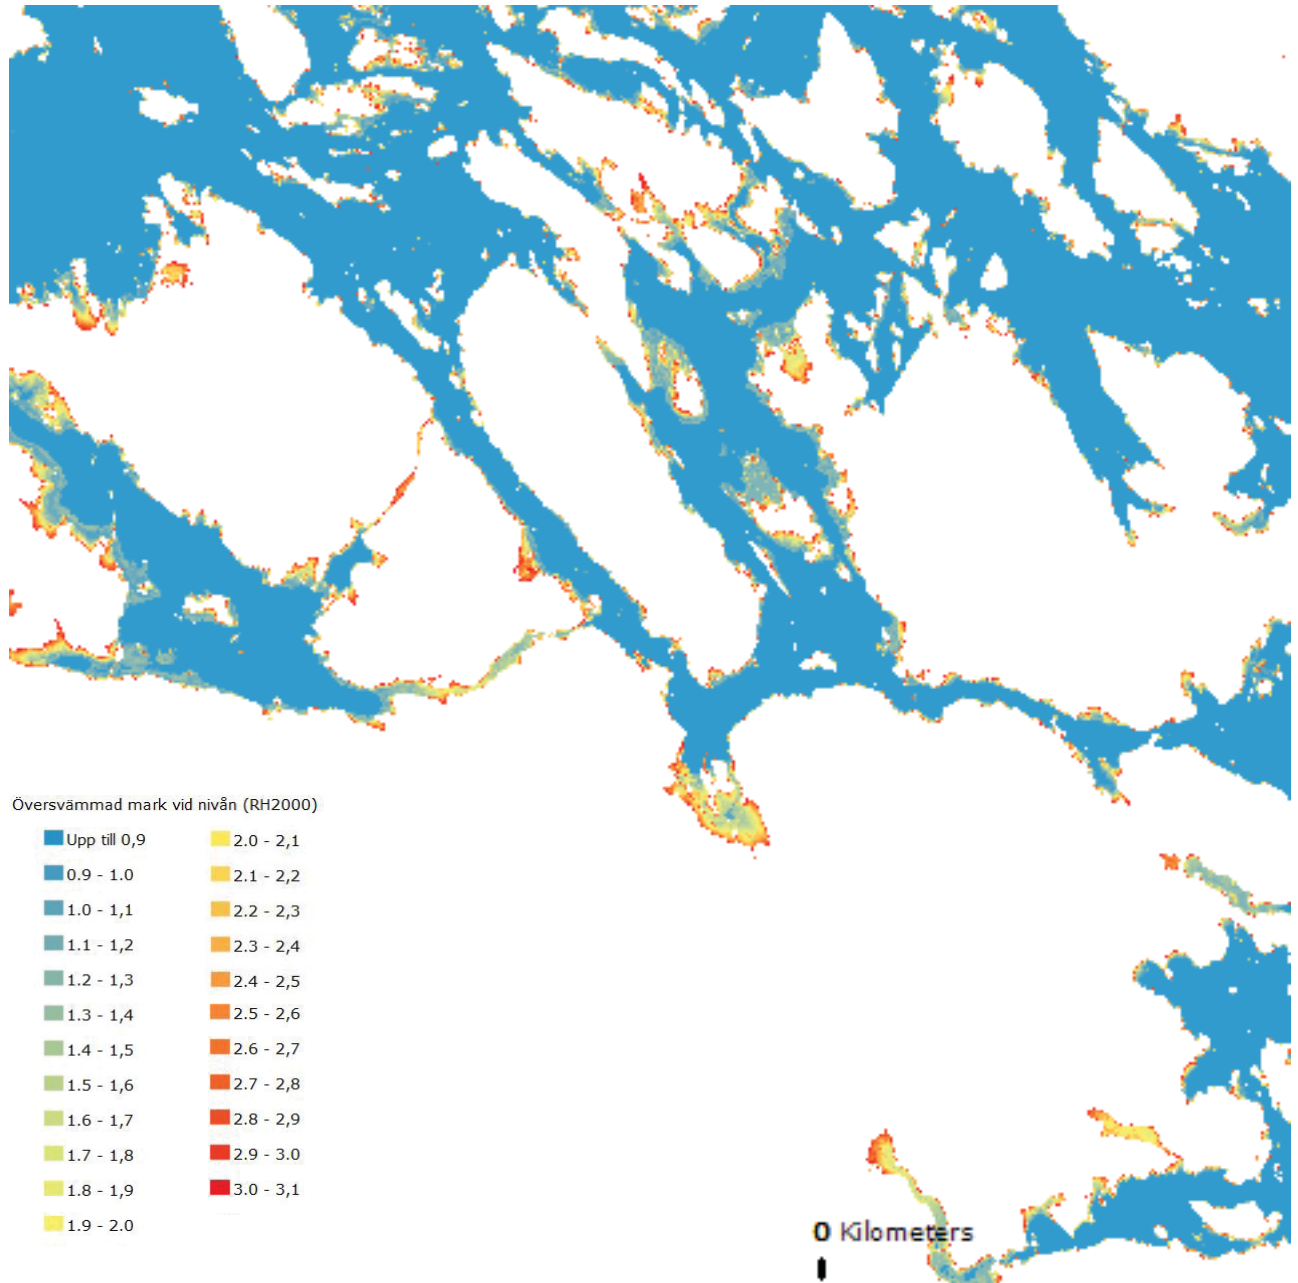 Översvämmad mark vid nivån (RH2000)
Upp till 0,9
0.9 - 1.0
1.0 - 1,1
1.1 - 1,2
1.2 - 1,3
1.3 - 1,4
1.4 - 1,5
1.5 - 1,6
1.6 - 1,7
1.7 - 1,8
1.8 - 1,9
1.9 - 2.0
2.0 - 2,1
2.1 - 2,2
2.2 - 2,3
2.3 - 2,4
2.4 - 2,5
2.5 - 2,6
2.6 - 2,7
2.7 - 2,8
2.8 - 2,9
2.9 - 3.0
3.0 - 3,1
0 Kilometers